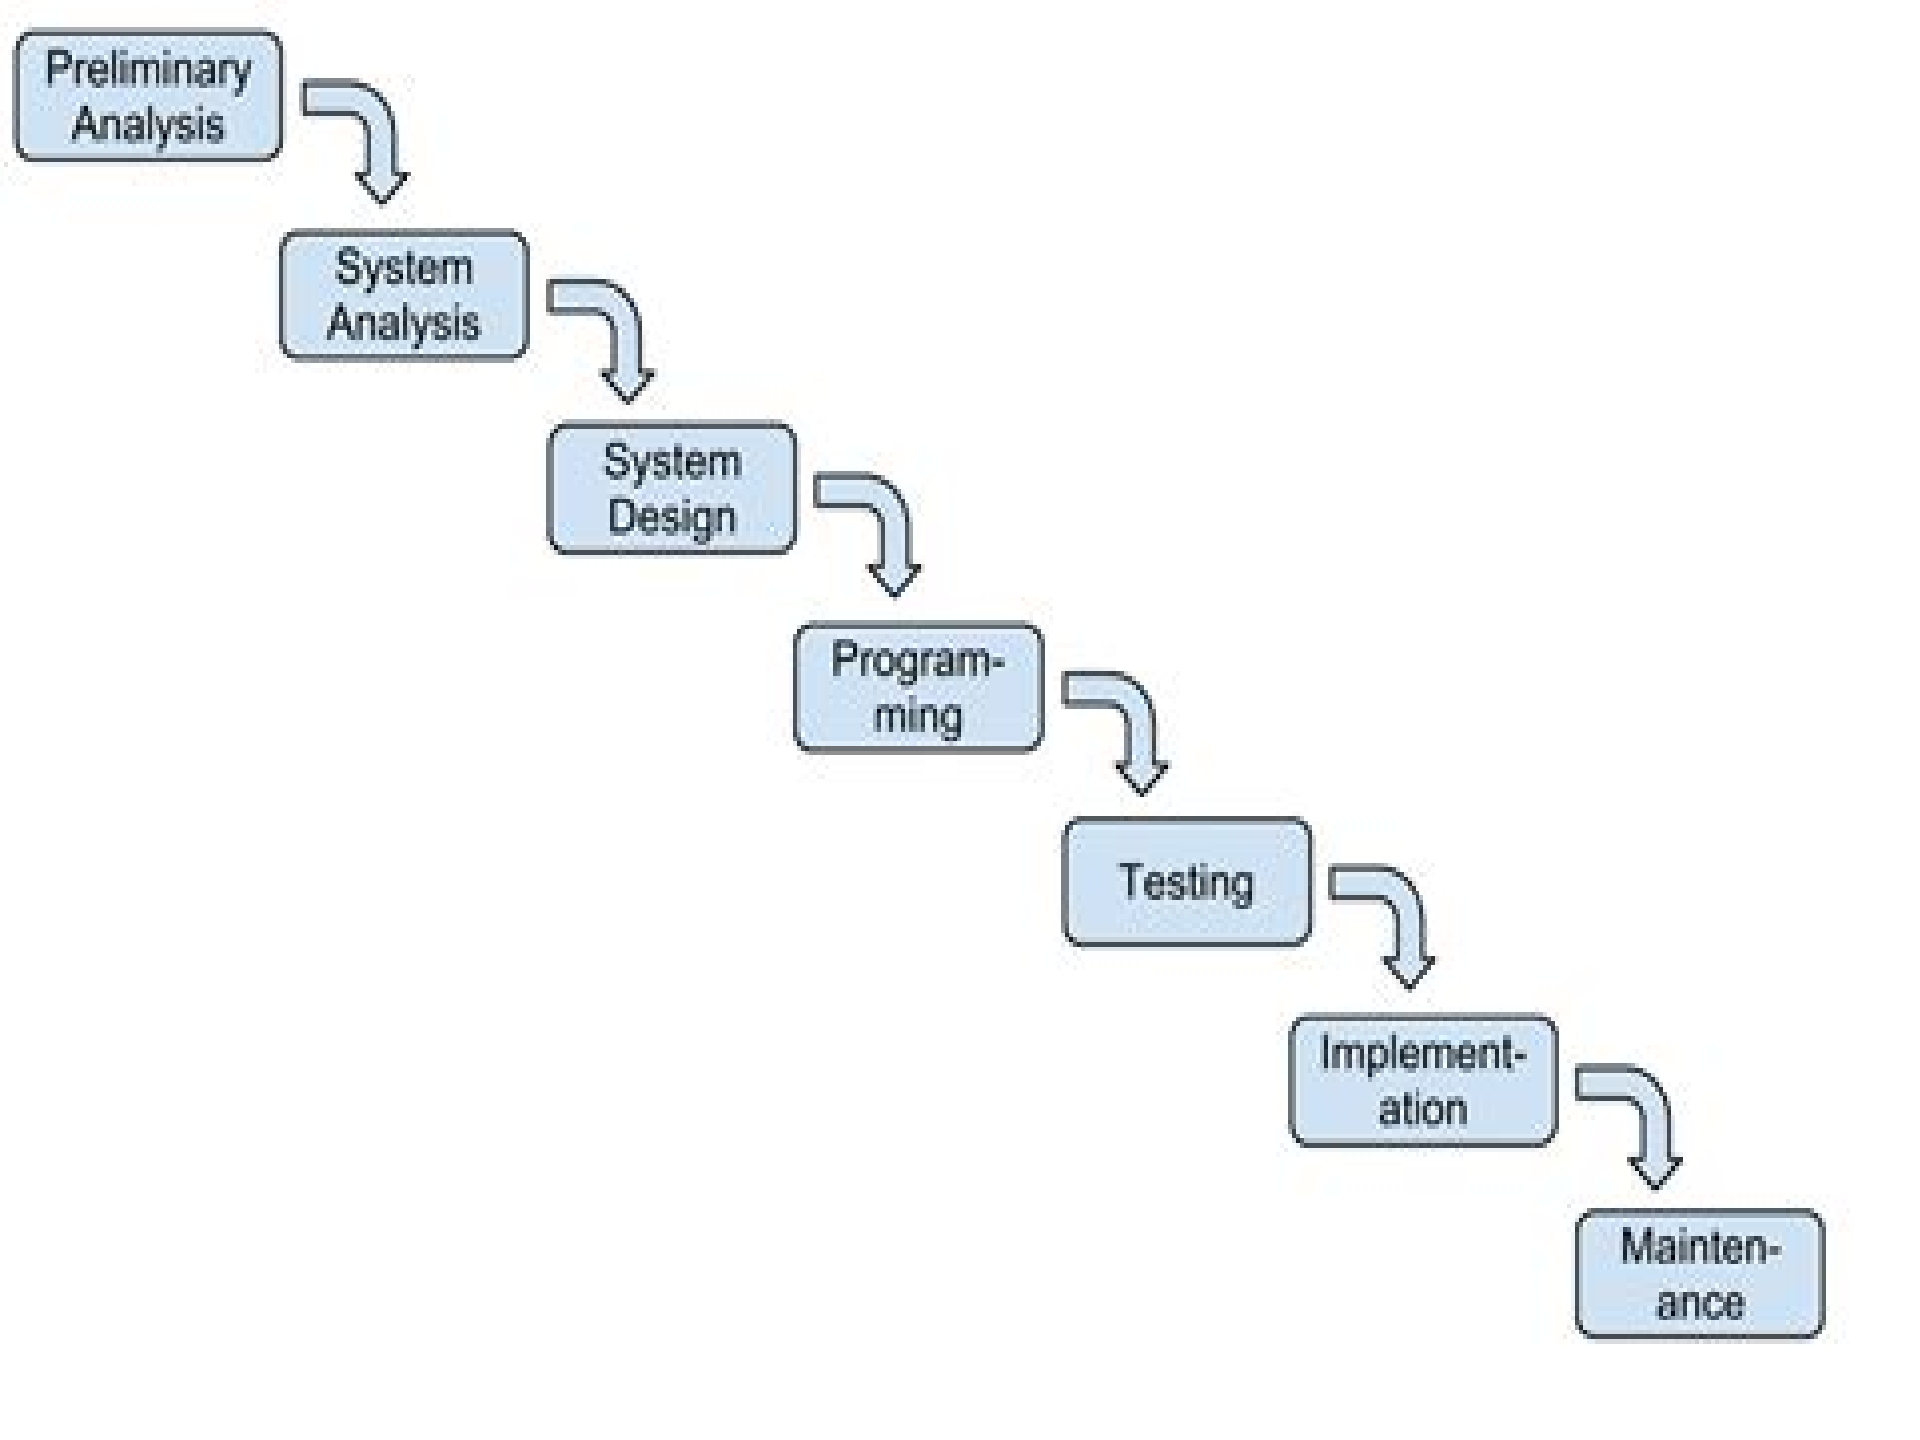 Preliminary
Analysis
System
Analysis
System
Design
Program-
ming
Testing
Implement-
ation
Mainten-
ance